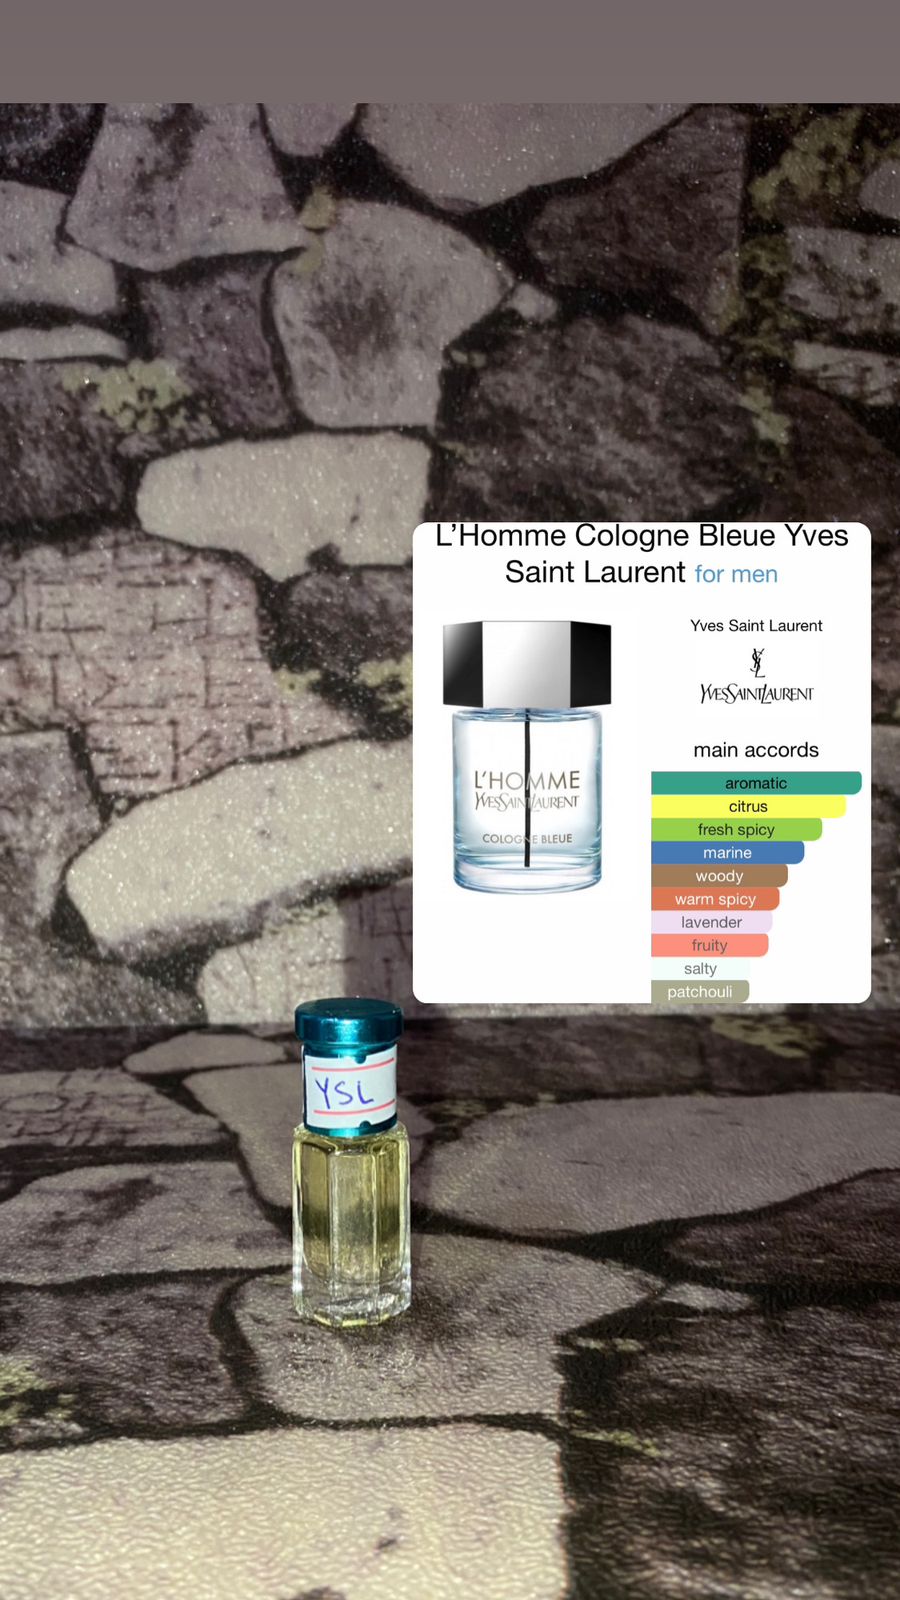 L'Homme Cologne Bleue Yves
Saint Laurent for men
Yves Saint Laurent
YSL
YVESSAINTLAURENT
main accords
aromatic
citrus
fresh spicy
marine
woody
warm spicy
lavender
fruity
salty
patchouli
L'HOMME
YVESSAINTLAURENT
COLOGNE BLEUE
YSL